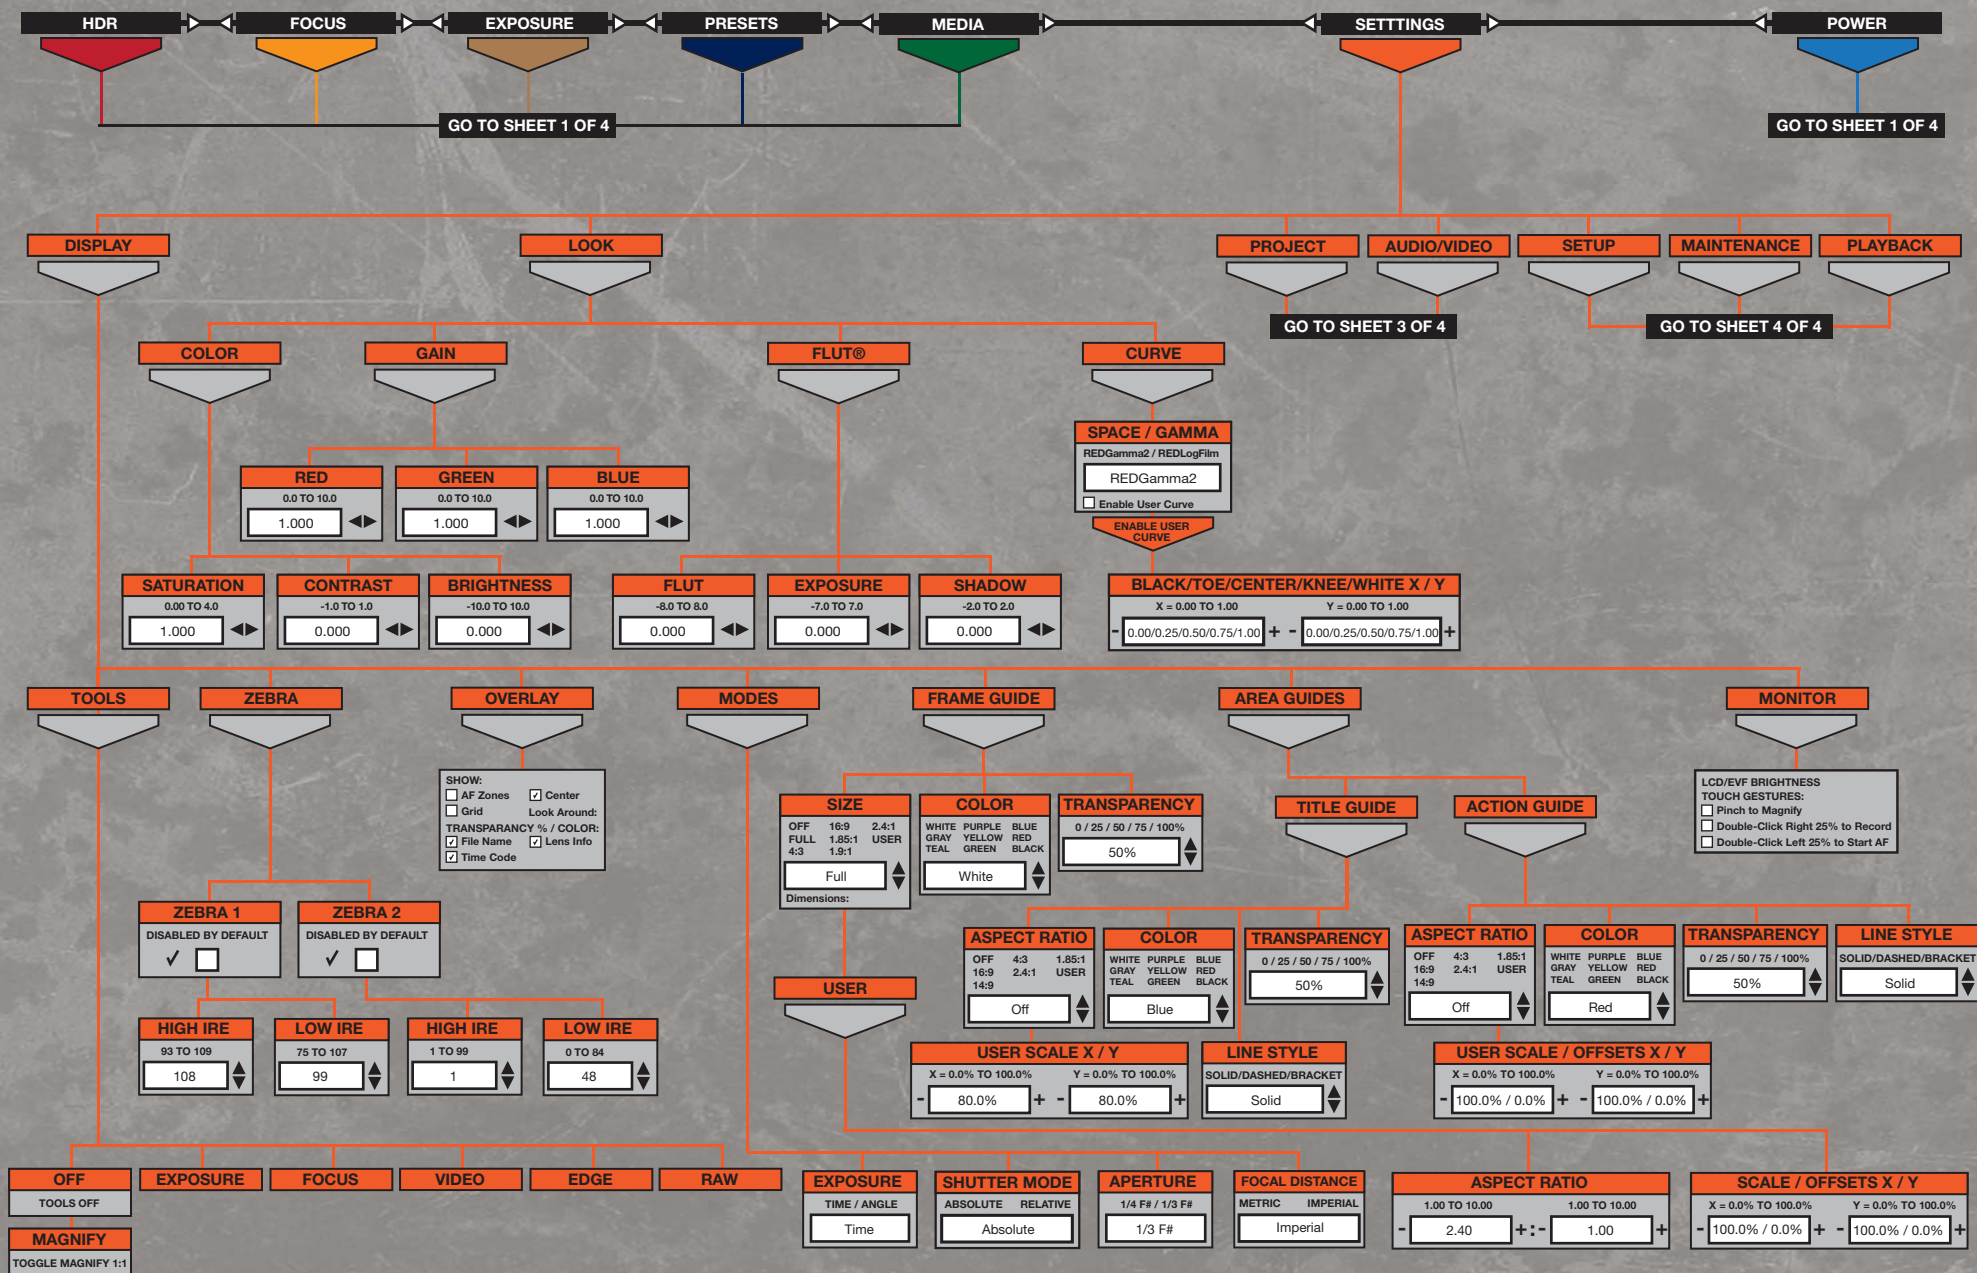 HDR
FOCUS
EXPOSURE
PRESETS
MEDIA
SETTTINGS
POWER
GO TO SHEET 1 OF 4
GO TO SHEET 1 OF 4
DISPLAY
LOOK
PROJECT
AUDIO/VIDEO
SETUP
MAINTENANCE
PLAYBACK
GO TO SHEET 3 OF 4
GO TO SHEET 4 OF 4
COLOR
GAIN
FLUT®
CURVE
SPACE / GAMMA
REDGamma2 / REDLogFilm
REDGamma2
Enable User Curve
ENABLE USER
CURVE
RED
0.0 TO 10.0
1.000
GREEN
0.0 TO 10.0
1.000
BLUE
0.0 TO 10.0
1.000
SATURATION
0.00 TO 4.0
1.000
CONTRAST
-1.0 TO 1.0
0.000
BRIGHTNESS
-10.0 TO 10.0
0.000
FLUT
-8.0 TO 8.0
0.000
EXPOSURE
-7.0 TO 7.0
0.000
SHADOW
-2.0 TO 2.0
0.000
BLACK/TOE/CENTER/KNEE/WHITE X / Y
X = 0.00 TO 1.00 Y = 0.00 TO 1.00
- 0.00/0.25/0.50/0.75/1.00 + - 0.00/0.25/0.50/0.75/1.00 +
TOOLS
ZEBRA
OVERLAY
MODES
FRAME GUIDE
AREA GUIDES
MONITOR
SHOW:
AF Zones ✓ Center
Grid Look Around:
TRANSPARANCY % / COLOR:
✓ File Name ✓ Lens Info
✓ Time Code
LCD/EVF BRIGHTNESS
TOUCH GESTURES:
Pinch to Magnify
Double-Click Right 25% to Record
Double-Click Left 25% to Start AF
SIZE
OFF 16:9 2.4:1
FULL 1.85:1 USER
4:3 1.9:1
Full
Dimensions:
COLOR
WHITE PURPLE BLUE
GRAY YELLOW RED
TEAL GREEN BLACK
White
TRANSPARENCY
0 / 25 / 50 / 75 / 100%
50%
TITLE GUIDE
ACTION GUIDE
ZEBRA 1
DISABLED BY DEFAULT
✓
ZEBRA 2
DISABLED BY DEFAULT
✓
HIGH IRE
93 TO 109
108
LOW IRE
75 TO 107
99
HIGH IRE
1 TO 99
1
LOW IRE
0 TO 84
48
USER
ASPECT RATIO
OFF 4:3 1.85:1
16:9 2.4:1 USER
14:9
Off
COLOR
WHITE PURPLE BLUE
GRAY YELLOW RED
TEAL GREEN BLACK
Blue
TRANSPARENCY
0 / 25 / 50 / 75 / 100%
50%
ASPECT RATIO
OFF 4:3 1.85:1
16:9 2.4:1 USER
14:9
Off
COLOR
WHITE PURPLE BLUE
GRAY YELLOW RED
TEAL GREEN BLACK
Red
TRANSPARENCY
0 / 25 / 50 / 75 / 100%
50%
LINE STYLE
SOLID/DASHED/BRACKET
Solid
USER SCALE X / Y
X = 0.0% TO 100.0% Y = 0.0% TO 100.0%
- 80.0% + - 80.0% +
LINE STYLE
SOLID/DASHED/BRACKET
Solid
USER SCALE / OFFSETS X / Y
X = 0.0% TO 100.0% Y = 0.0% TO 100.0%
- 100.0% / 0.0% + - 100.0% / 0.0% +
OFF
TOOLS OFF
EXPOSURE
FOCUS
VIDEO
EDGE
RAW
MAGNIFY
TOGGLE MAGNIFY 1:1
EXPOSURE
TIME / ANGLE
Time
SHUTTER MODE
ABSOLUTE RELATIVE
Absolute
APERTURE
1/4 F# / 1/3 F#
1/3 F#
FOCAL DISTANCE
METRIC IMPERIAL
Imperial
ASPECT RATIO
1.00 TO 10.00 1.00 TO 10.00
- 2.40 +:- 1.00 +
SCALE / OFFSETS X / Y
X = 0.0% TO 100.0% Y = 0.0% TO 100.0%
- 100.0% / 0.0% + - 100.0% / 0.0% +